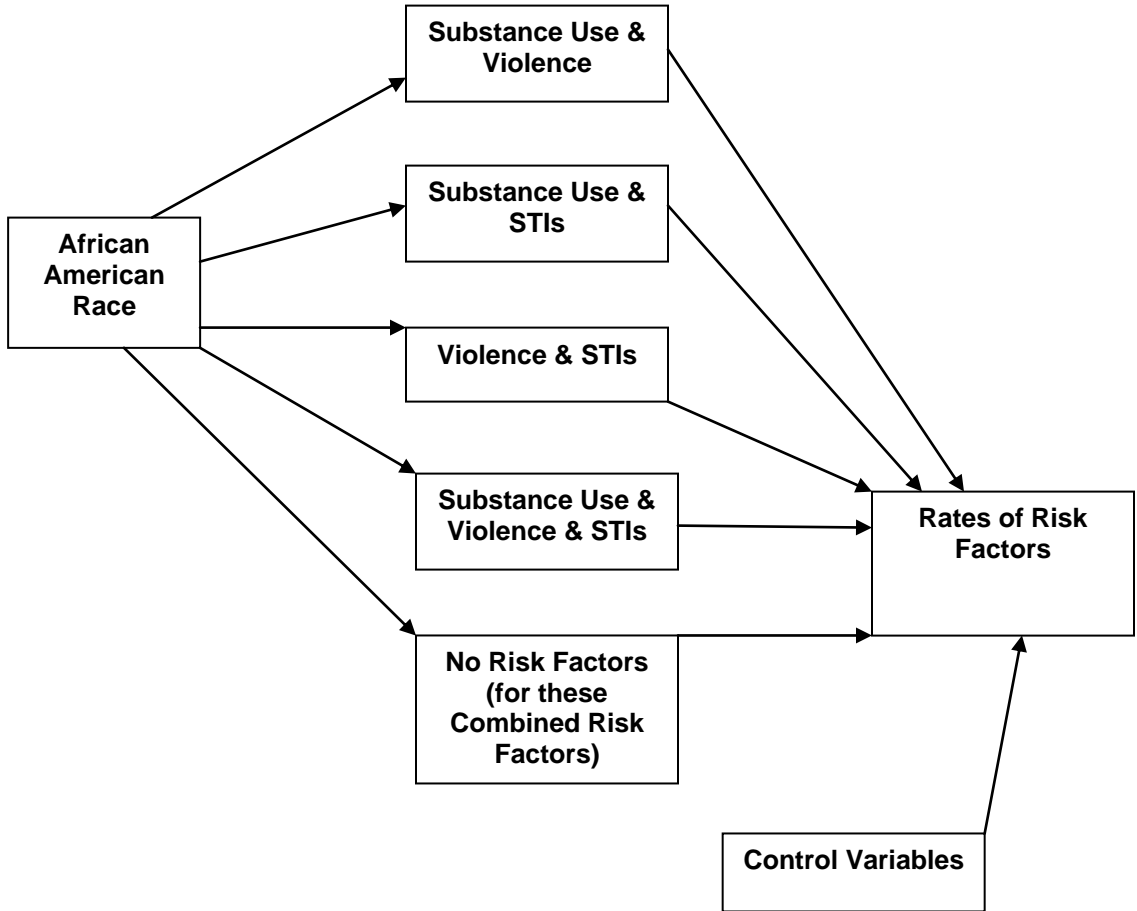 Substance Use &
Violence
Substance Use &
STIs
African
American
Race
Violence & STIs
Substance Use &
Violence & STIs
Rates of Risk
Factors
No Risk Factors
(for these
Combined Risk
Factors)
Control Variables